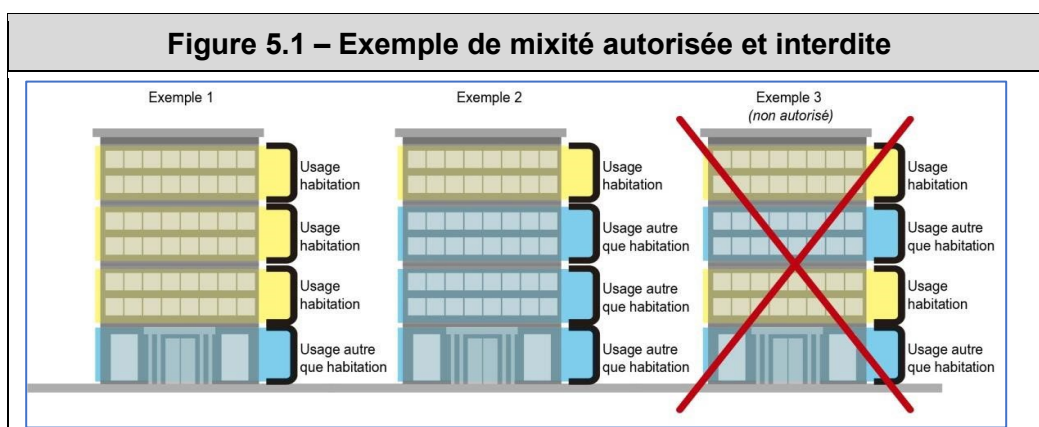 Figure 5.1 – Exemple de mixité autorisée et interdite
Exemple 1
Usage
habitation
Usage
habitation
Usage
habitation
Usage autre
que habitation
Exemple 2
Usage
habitation
Usage autre
que habitation
Usage autre
que habitation
Usage autre
que habitation
Exemple 3
(non autorisé)
Usage
habitation
Usage autre
que habitation
Usage
habitation
Usage autre
que habitation